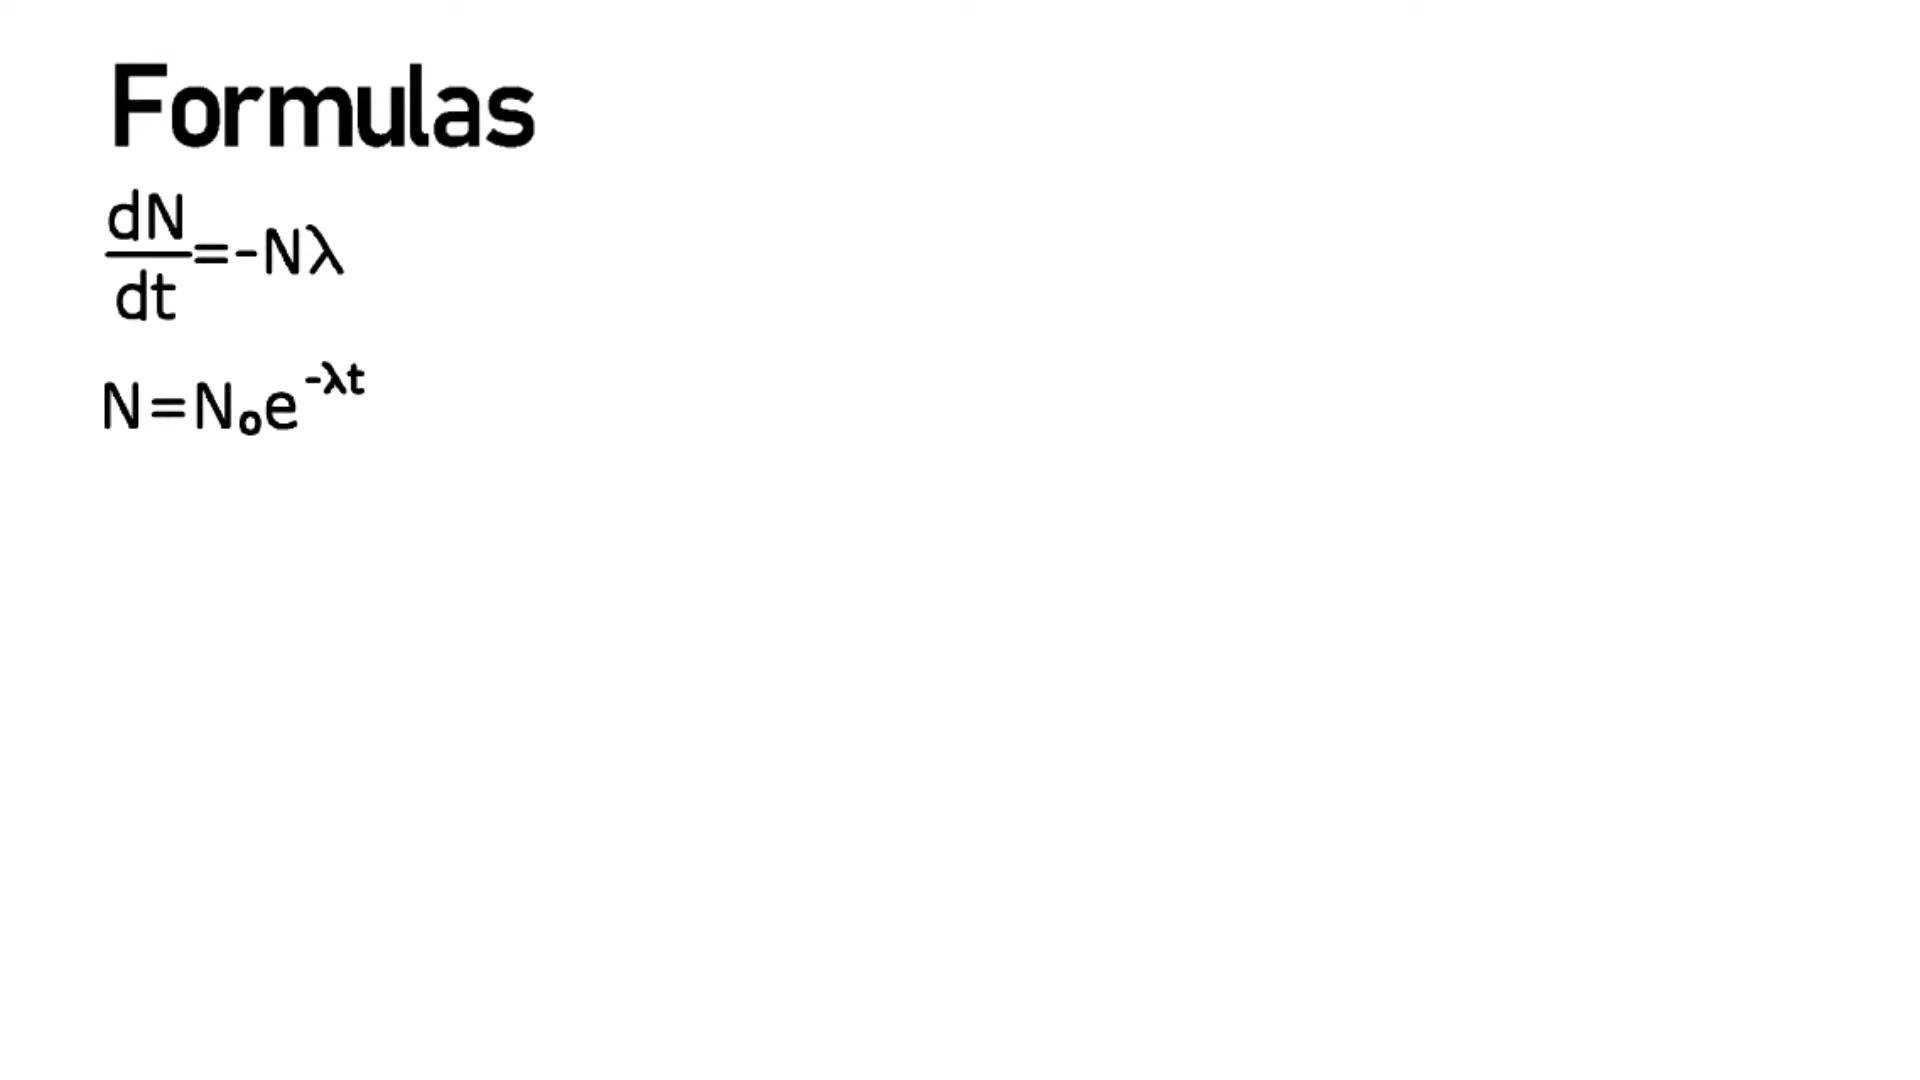 Formulas
dN
dt
=-Nλ
N=N₀e^-λt